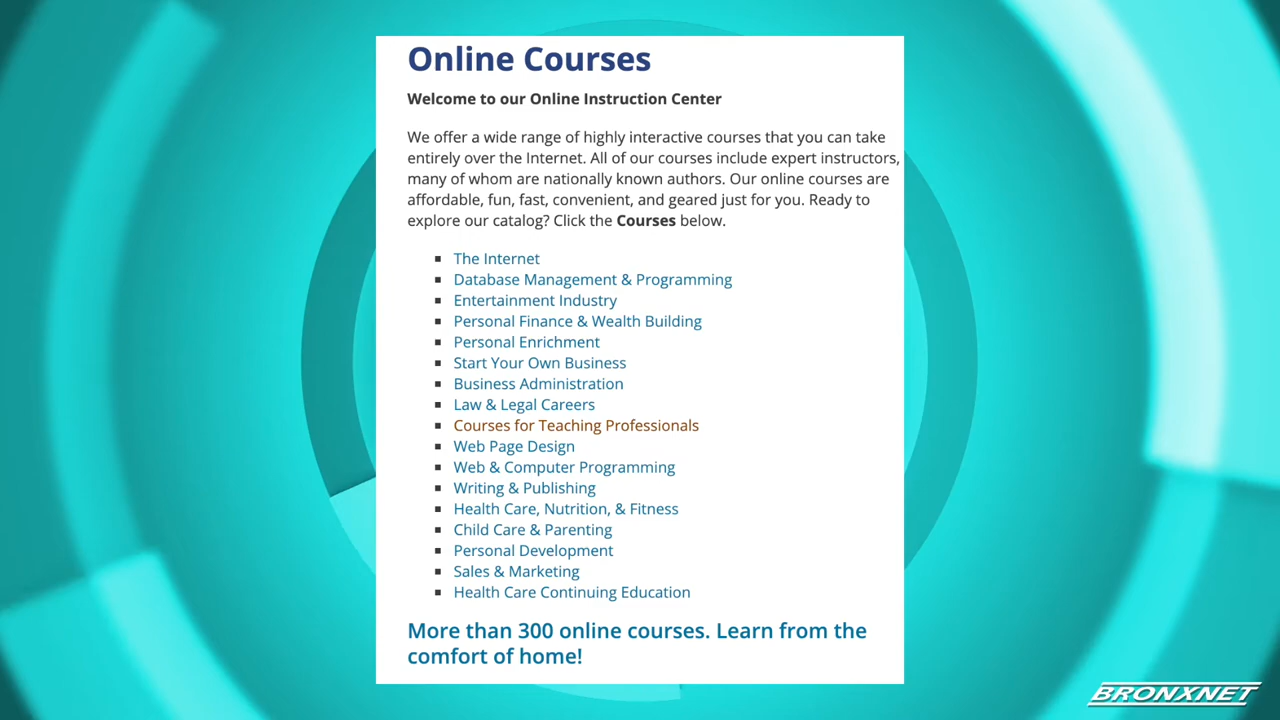 Online Courses
Welcome to our Online Instruction Center
We offer a wide range of highly interactive courses that you can take
entirely over the Internet. All of our courses include expert instructors,
many of whom are nationally known authors. Our online courses are
affordable, fun, fast, convenient, and geared just for you. Ready to
explore our catalog? Click the Courses below.
The Internet
Database Management & Programming
Entertainment Industry
Personal Finance & Wealth Building
Personal Enrichment
Start Your Own Business
Business Administration
Law & Legal Careers
Courses for Teaching Professionals
Web Page Design
Web & Computer Programming
Writing & Publishing
Health Care, Nutrition, & Fitness
Child Care & Parenting
Personal Development
Sales & Marketing
Health Care Continuing Education
More than 300 online courses. Learn from the
comfort of home!
BRONXNET